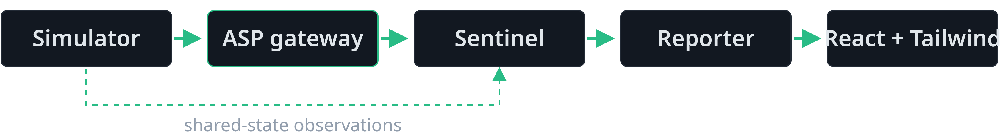 Simulator
ASP gateway
Sentinel
Reporter
React + Tailwind
shared-state observations